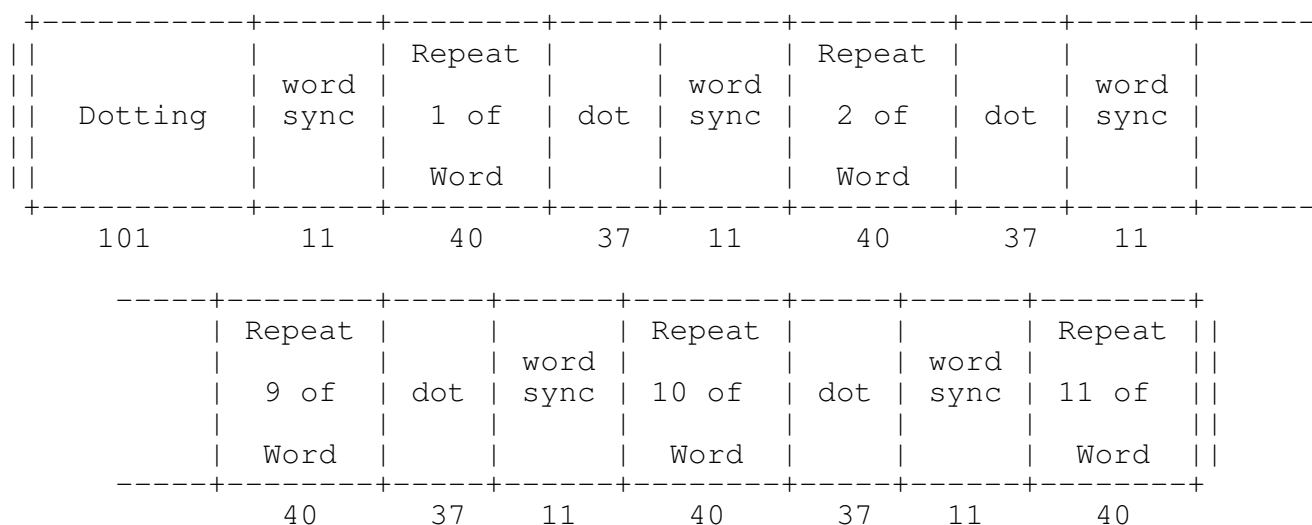 Repeat Repeat
word word word
Dotting sync 1 of dot sync 2 of dot sync
Word Word
101 11 40 37 11 40 37 11
Repeat Repeat Repeat
word word
9 of dot sync 10 of dot sync 11 of
Word Word Word
40 37 11 40 37 11 40